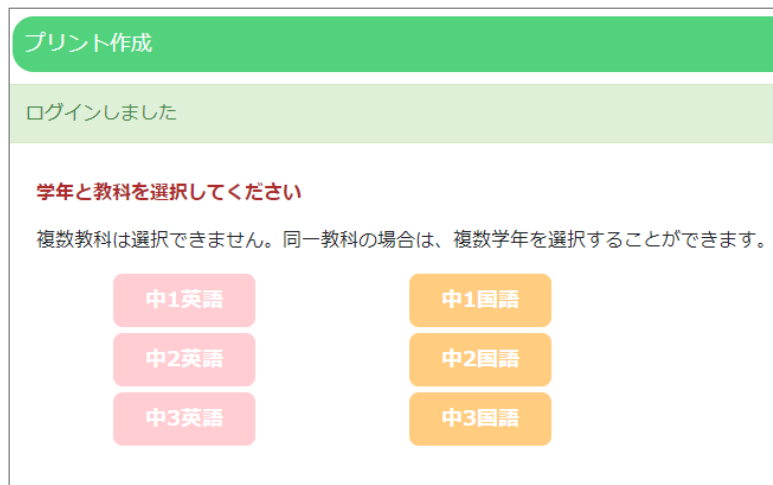 プリント作成
ログインしました
学年と教科を選択してください
複数教科は選択できません。同一教科の場合は、複数学年を選択することができます。
中1英語 中1国語
中2英語 中2国語
中3英語 中3国語